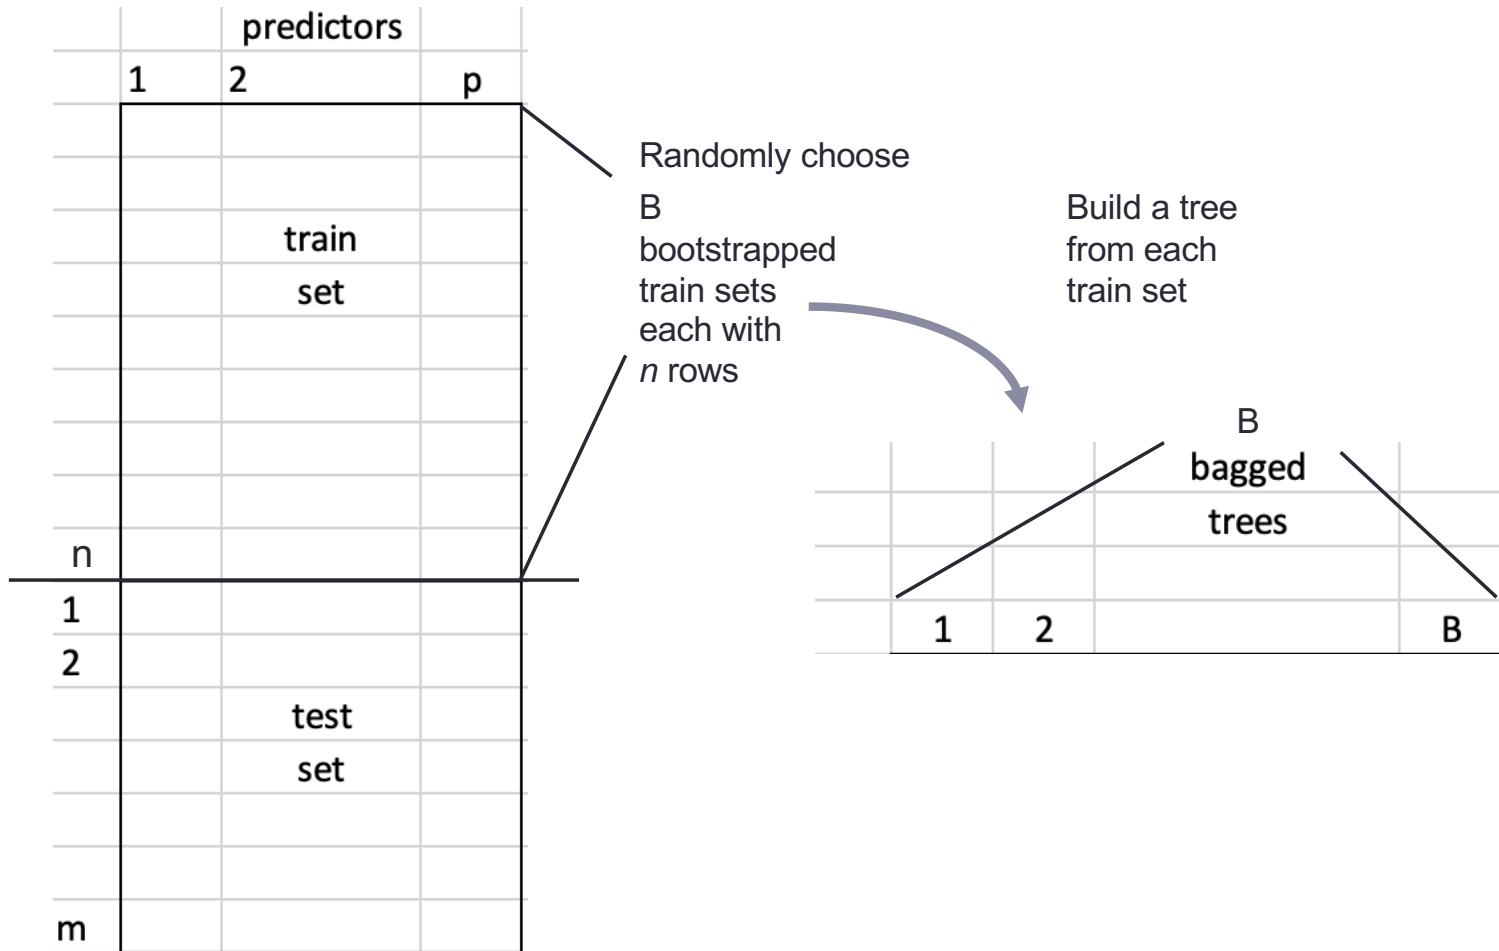 predictors
1 2 p
train
set
n
1
2
test
set
m
Randomly choose
B
bootstrapped
train sets
each with
n rows
Build a tree
from each
train set
B
bagged
trees
1 2 B